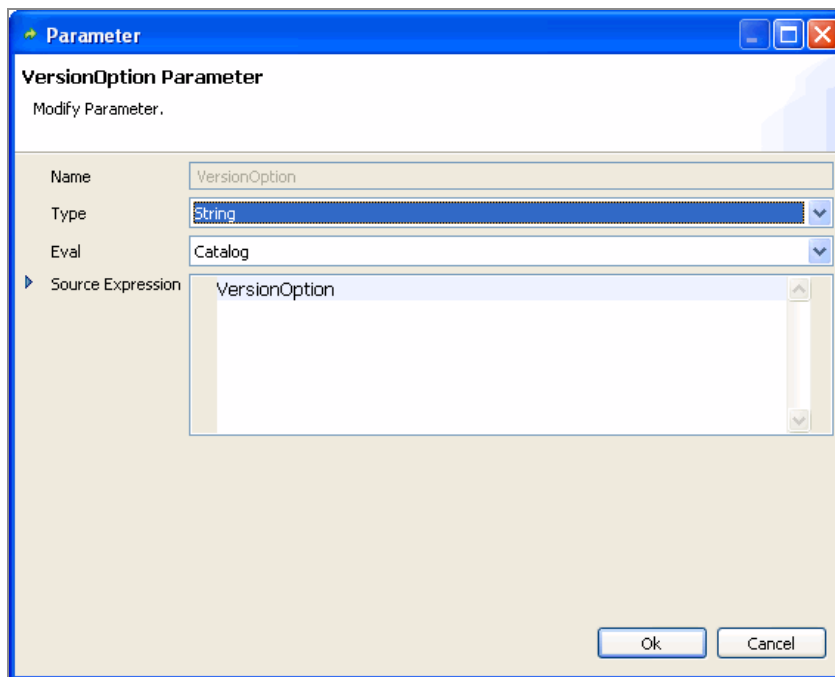 Parameter
VersionOption Parameter
Modify Parameter.
Name VersionOption
Type String
Eval Catalog
Source Expression VersionOption
Ok Cancel